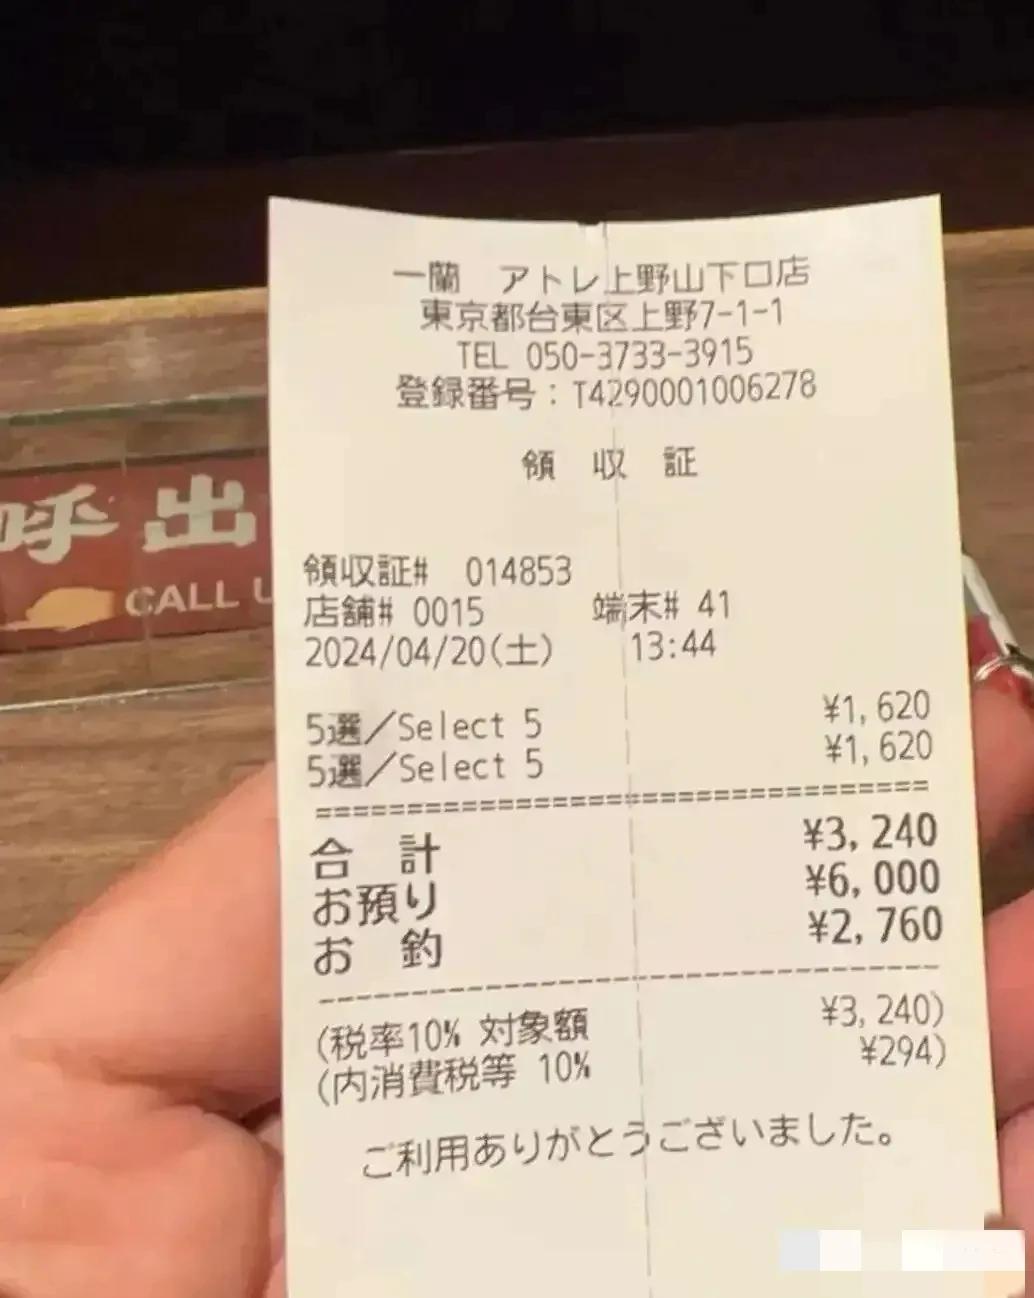 一蘭 アトレ上野山下口店
東京都台東区上野7-1-1
TEL 050-3733-3915
登録番号：T4290001006278
領 収 証
領収証# 014853
店舗# 0015 端末# 41
2024/04/20(土) 13:44
5選／Select 5 ¥1,620
5選／Select 5 ¥1,620
================================
合 計 ¥3,240
お預り ¥6,000
お 釣 ¥2,760
--------------------------------
(税率10% 対象額 ¥3,240)
(内消費税等 10% ¥294)
ご利用ありがとうございました。
呼出
CALL